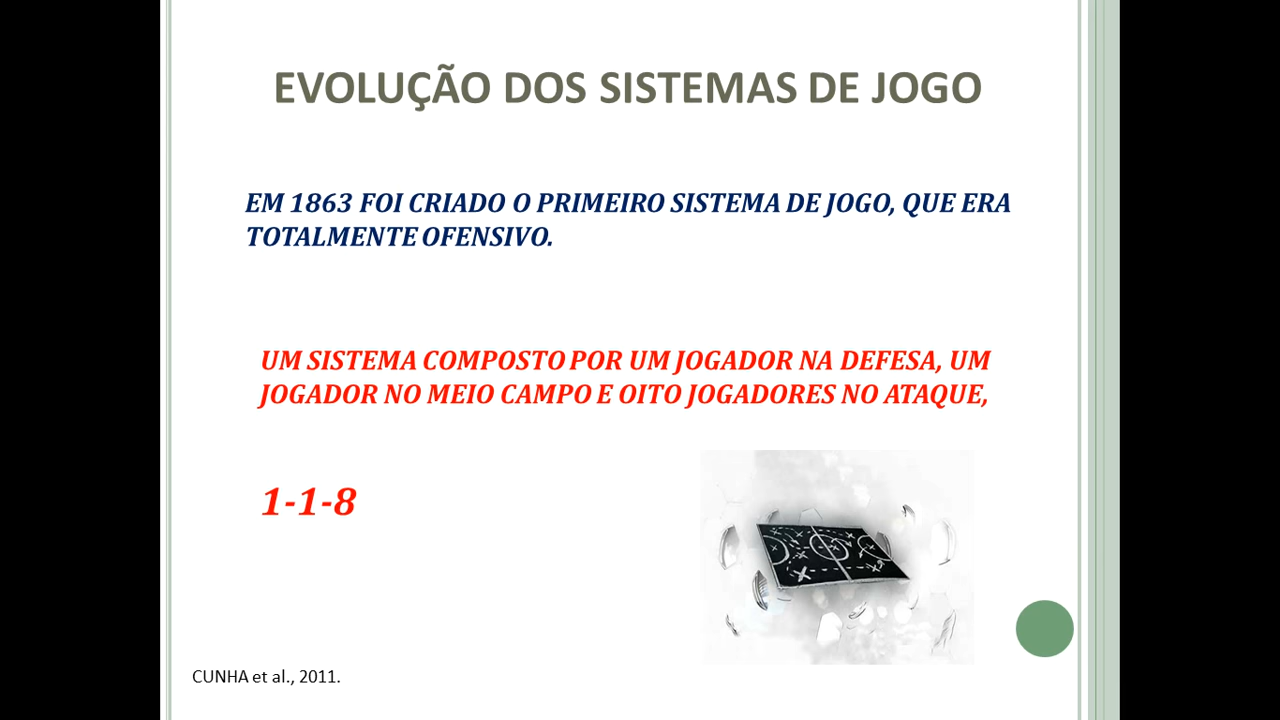 EVOLUÇÃO DOS SISTEMAS DE JOGO
EM 1863 FOI CRIADO O PRIMEIRO SISTEMA DE JOGO, QUE ERA
TOTALMENTE OFENSIVO.
UM SISTEMA COMPOSTO POR UM JOGADOR NA DEFESA, UM
JOGADOR NO MEIO CAMPO E OITO JOGADORES NO ATAQUE,
1-1-8
CUNHA et al., 2011.